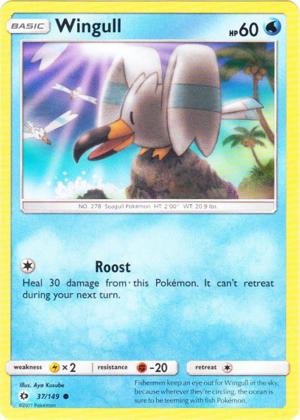 BASIC Wingull HP 60
NO. 278 Seagull Pokémon HT: 2'00" WT: 20.9 lbs.
Roost
Heal 30 damage from this Pokémon. It can't retreat
during your next turn.
weakness ×2 resistance -20 retreat
Illus. Aya Kusube
Fishermen keep an eye out for Wingull in the sky,
because wherever they're circling, the ocean is
sure to be teeming with fish Pokémon.
37/149
©2017 Pokémon